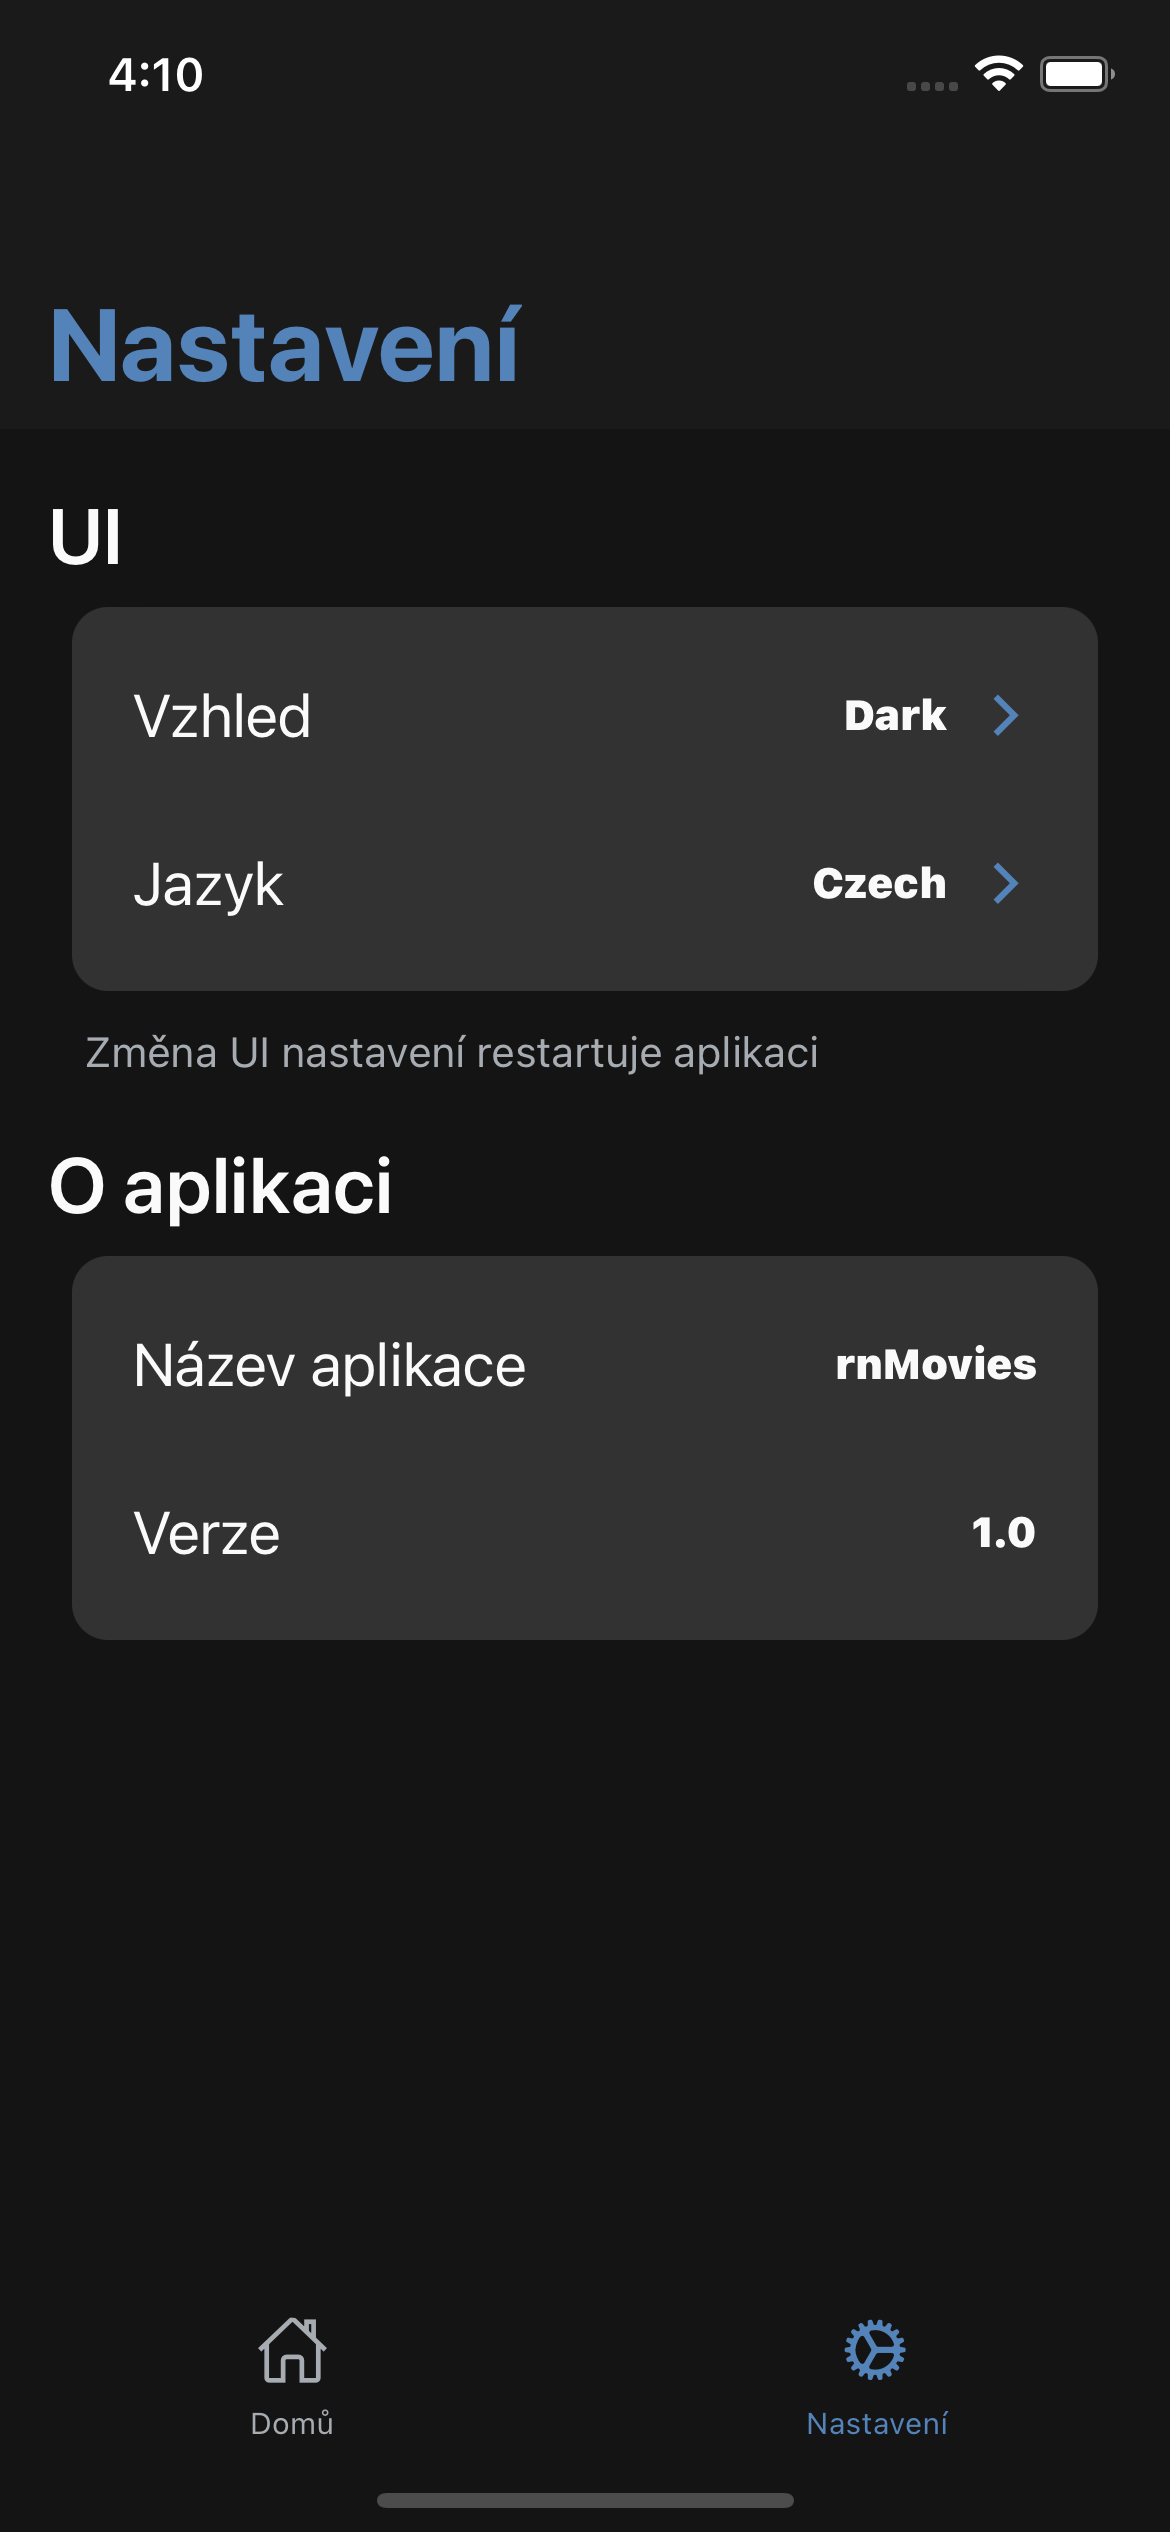 4:10
Nastavení
UI
Vzhled Dark
Jazyk Czech
Změna UI nastavení restartuje aplikaci
O aplikaci
Název aplikace rnMovies
Verze 1.0
Domů Nastavení